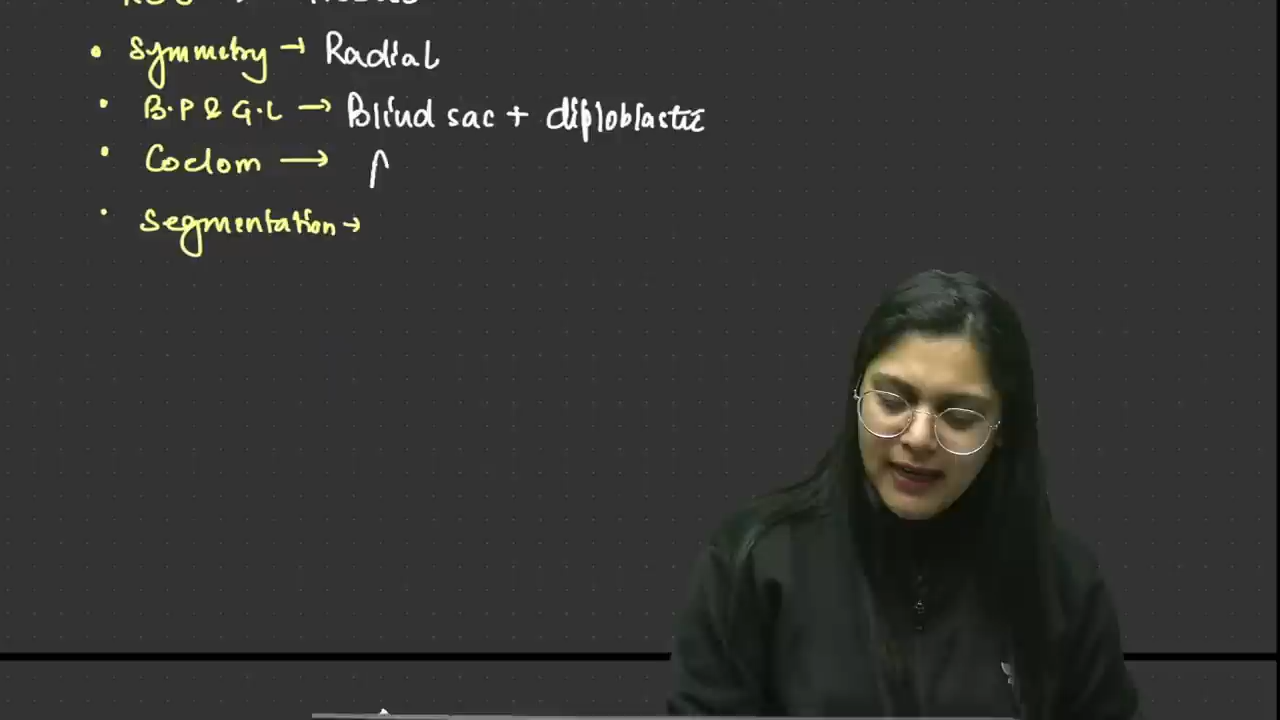 • Symmetry → Radial
• B.P & G.L → Blind sac + diploblastic
• Coelom →
• Segmentation →